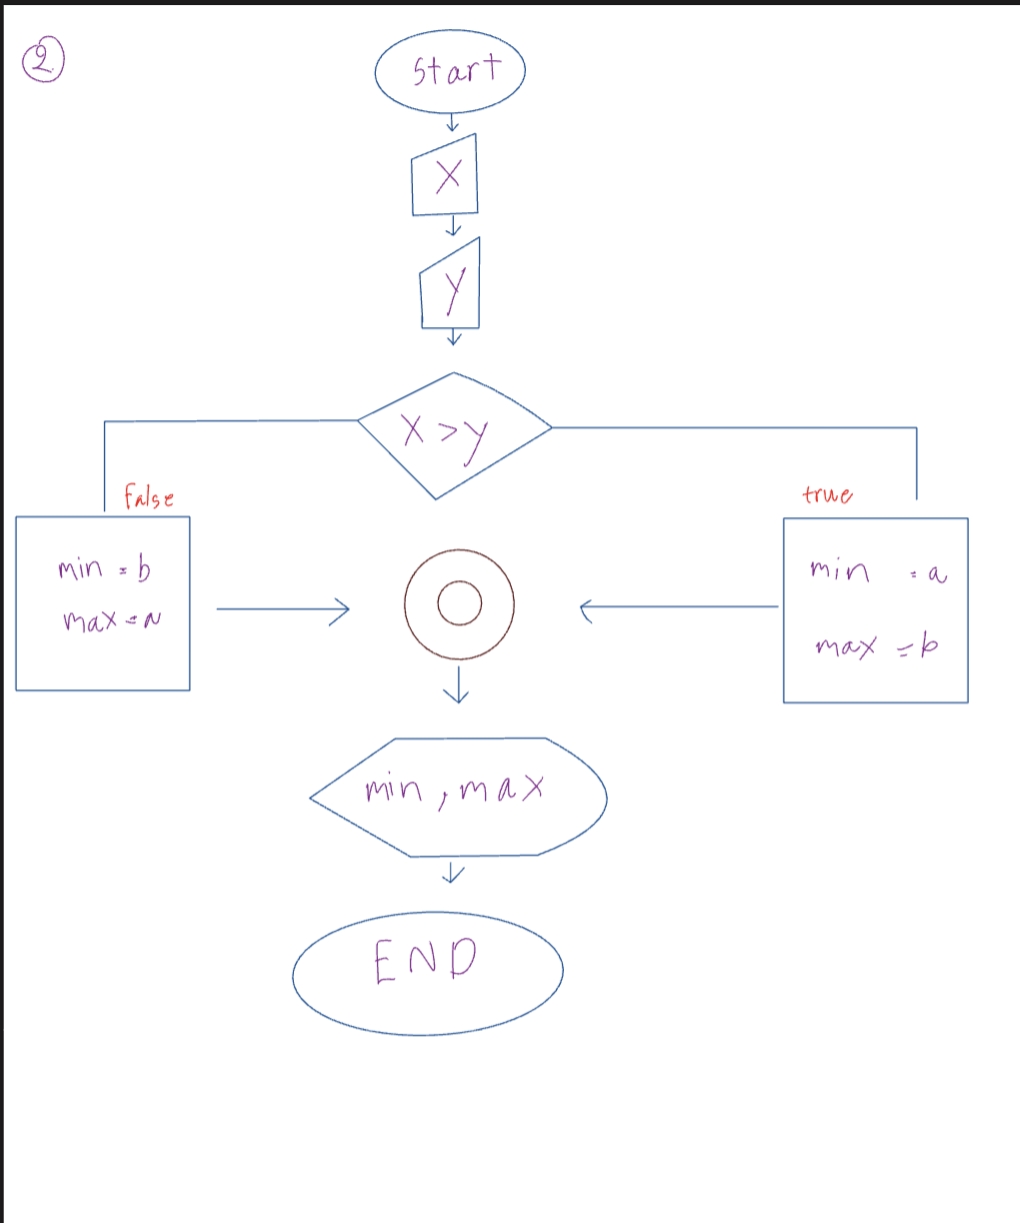 2
Start
X
y
X > y
false
true
min = b
max = a
min = a
max = b
min, max
END